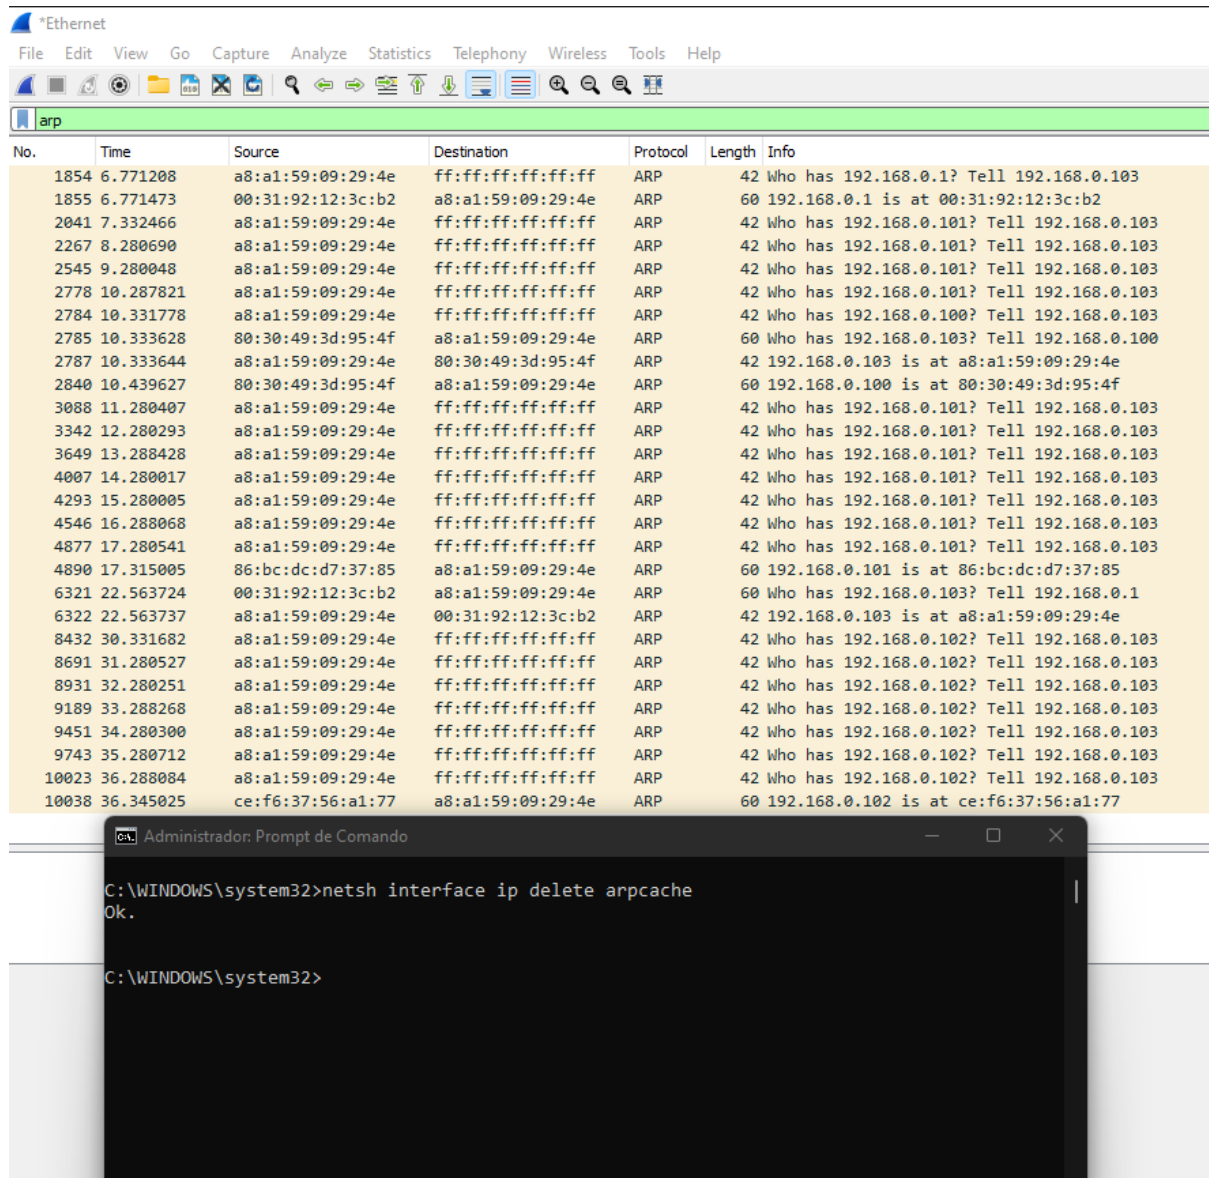 *Ethernet
File Edit View Go Capture Analyze Statistics Telephony Wireless Tools Help
arp
No. Time Source Destination Protocol Length Info
1854 6.771208 a8:a1:59:09:29:4e ff:ff:ff:ff:ff:ff ARP 42 Who has 192.168.0.1? Tell 192.168.0.103
1855 6.771473 00:31:92:12:3c:b2 a8:a1:59:09:29:4e ARP 60 192.168.0.1 is at 00:31:92:12:3c:b2
2041 7.332466 a8:a1:59:09:29:4e ff:ff:ff:ff:ff:ff ARP 42 Who has 192.168.0.101? Tell 192.168.0.103
2267 8.280690 a8:a1:59:09:29:4e ff:ff:ff:ff:ff:ff ARP 42 Who has 192.168.0.101? Tell 192.168.0.103
2545 9.280048 a8:a1:59:09:29:4e ff:ff:ff:ff:ff:ff ARP 42 Who has 192.168.0.101? Tell 192.168.0.103
2778 10.287821 a8:a1:59:09:29:4e ff:ff:ff:ff:ff:ff ARP 42 Who has 192.168.0.101? Tell 192.168.0.103
2784 10.331778 a8:a1:59:09:29:4e ff:ff:ff:ff:ff:ff ARP 42 Who has 192.168.0.100? Tell 192.168.0.103
2785 10.333628 80:30:49:3d:95:4f a8:a1:59:09:29:4e ARP 60 Who has 192.168.0.103? Tell 192.168.0.100
2787 10.333644 a8:a1:59:09:29:4e 80:30:49:3d:95:4f ARP 42 192.168.0.103 is at a8:a1:59:09:29:4e
2840 10.439627 80:30:49:3d:95:4f a8:a1:59:09:29:4e ARP 60 192.168.0.100 is at 80:30:49:3d:95:4f
3088 11.280407 a8:a1:59:09:29:4e ff:ff:ff:ff:ff:ff ARP 42 Who has 192.168.0.101? Tell 192.168.0.103
3342 12.280293 a8:a1:59:09:29:4e ff:ff:ff:ff:ff:ff ARP 42 Who has 192.168.0.101? Tell 192.168.0.103
3649 13.288428 a8:a1:59:09:29:4e ff:ff:ff:ff:ff:ff ARP 42 Who has 192.168.0.101? Tell 192.168.0.103
4007 14.280017 a8:a1:59:09:29:4e ff:ff:ff:ff:ff:ff ARP 42 Who has 192.168.0.101? Tell 192.168.0.103
4293 15.280005 a8:a1:59:09:29:4e ff:ff:ff:ff:ff:ff ARP 42 Who has 192.168.0.101? Tell 192.168.0.103
4546 16.288068 a8:a1:59:09:29:4e ff:ff:ff:ff:ff:ff ARP 42 Who has 192.168.0.101? Tell 192.168.0.103
4877 17.280541 a8:a1:59:09:29:4e ff:ff:ff:ff:ff:ff ARP 42 Who has 192.168.0.101? Tell 192.168.0.103
4890 17.315005 86:bc:dc:d7:37:85 a8:a1:59:09:29:4e ARP 60 192.168.0.101 is at 86:bc:dc:d7:37:85
6321 22.563724 00:31:92:12:3c:b2 a8:a1:59:09:29:4e ARP 60 Who has 192.168.0.103? Tell 192.168.0.1
6322 22.563737 a8:a1:59:09:29:4e 00:31:92:12:3c:b2 ARP 42 192.168.0.103 is at a8:a1:59:09:29:4e
8432 30.331682 a8:a1:59:09:29:4e ff:ff:ff:ff:ff:ff ARP 42 Who has 192.168.0.102? Tell 192.168.0.103
8691 31.280527 a8:a1:59:09:29:4e ff:ff:ff:ff:ff:ff ARP 42 Who has 192.168.0.102? Tell 192.168.0.103
8931 32.280251 a8:a1:59:09:29:4e ff:ff:ff:ff:ff:ff ARP 42 Who has 192.168.0.102? Tell 192.168.0.103
9189 33.288268 a8:a1:59:09:29:4e ff:ff:ff:ff:ff:ff ARP 42 Who has 192.168.0.102? Tell 192.168.0.103
9451 34.280300 a8:a1:59:09:29:4e ff:ff:ff:ff:ff:ff ARP 42 Who has 192.168.0.102? Tell 192.168.0.103
9743 35.280712 a8:a1:59:09:29:4e ff:ff:ff:ff:ff:ff ARP 42 Who has 192.168.0.102? Tell 192.168.0.103
10023 36.288084 a8:a1:59:09:29:4e ff:ff:ff:ff:ff:ff ARP 42 Who has 192.168.0.102? Tell 192.168.0.103
10038 36.345025 ce:f6:37:56:a1:77 a8:a1:59:09:29:4e ARP 60 192.168.0.102 is at ce:f6:37:56:a1:77
Administrador: Prompt de Comando
C:\WINDOWS\system32>netsh interface ip delete arpcache
Ok.
C:\WINDOWS\system32>